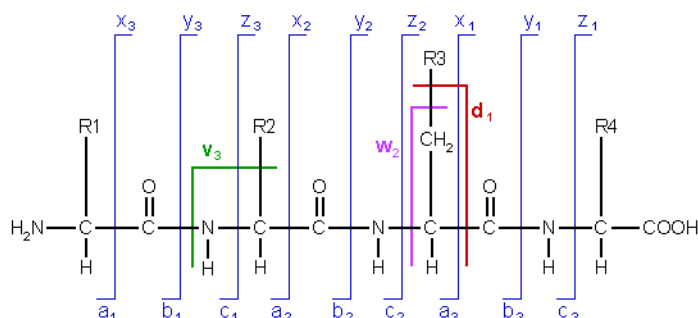 x3 y3 z3 x2 y2 z2 x1 y1 z1
R3
d1
R1 v3 R2 w2 CH2 R4
O O O
H2N C C N C C N C C N C COOH
H H H H H H H
a1 b1 c1 a2 b2 c2 a3 b3 c3